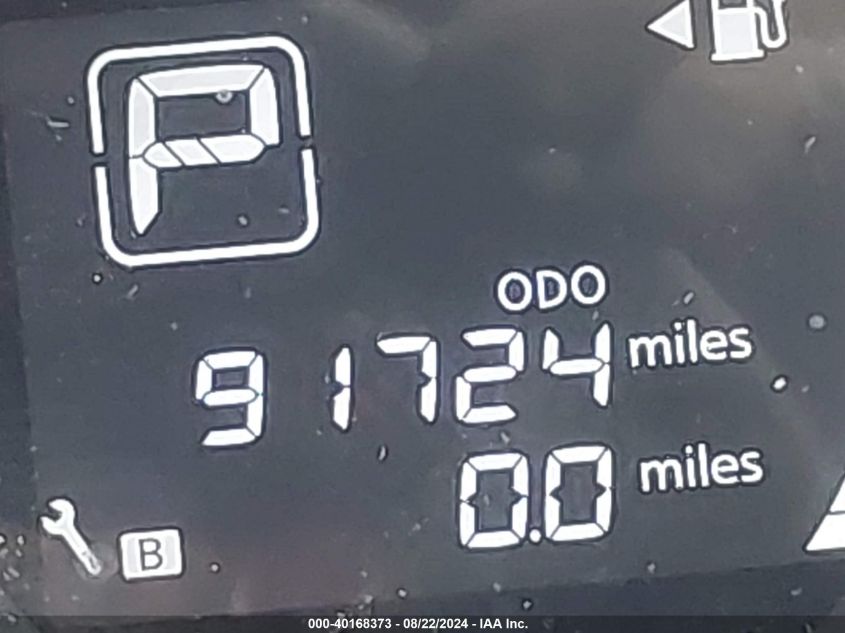 P
ODO
91724 miles
0.0 miles
B
000-40168373 - 08/22/2024 - IAA Inc.